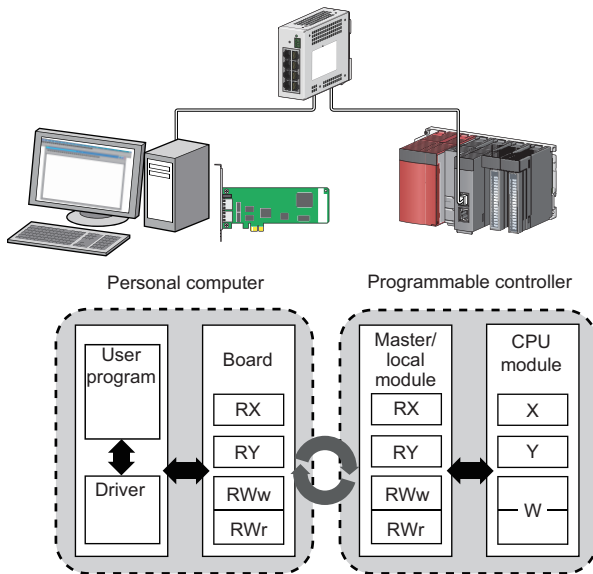 Personal computer
Programmable controller
User
program
Driver
Board
RX
RY
RWw
RWr
Master/
local
module
RX
RY
RWw
RWr
CPU
module
X
Y
W